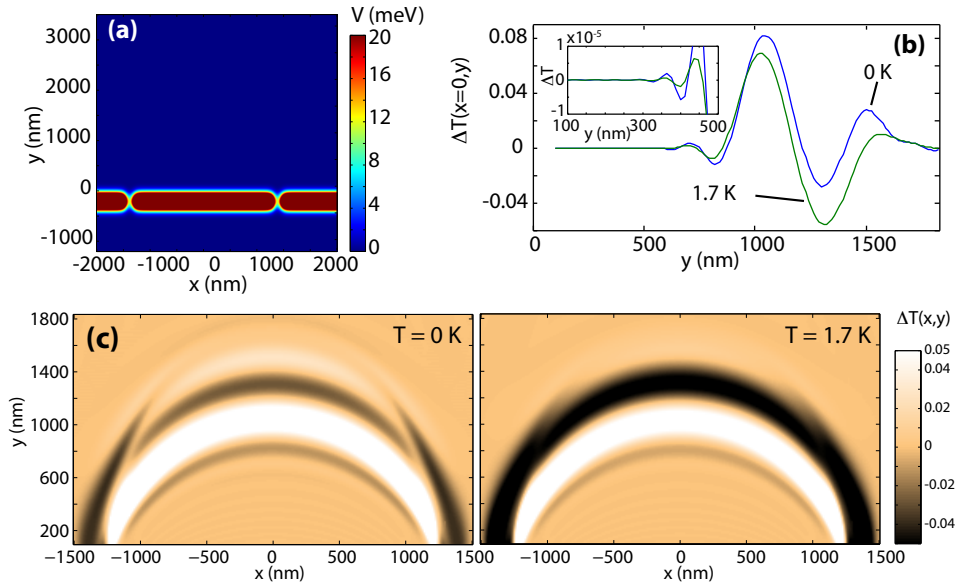 (a)
V (meV)
3400
2400
1400
0
-1000
y (nm)
-2000
-1000
0
1000
2000
x (nm)
20
16
12
8
4
0
(b)
0.08
0.04
0
-0.04
ΔT(x=0,y)
0
500
1000
1500
y (nm)
0 K
1.7 K
x10-5
1
0
-1
ΔT
100
300
500
y (nm)
(c)
T = 0 K
1800
1400
1000
600
200
y (nm)
−1500
−1000
−500
0
500
1000
x (nm)
T = 1.7 K
−1500
−1000
−500
0
500
1000
1500
x (nm)
ΔT(x,y)
0.05
0.04
0.02
0
-0.02
-0.04